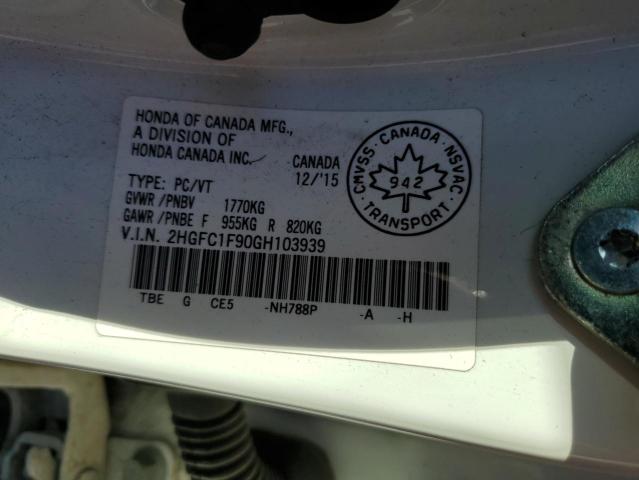 HONDA OF CANADA MFG.,
A DIVISION OF
HONDA CANADA INC. CANADA
12/'15
TYPE: PC/VT
GVWR/PNBV 1770KG
GAWR/PNBE F 955KG R 820KG
V.I.N. 2HGFC1F90GH103939
TBE G CE5 -NH788P -A -H
CMVSS · CANADA · NSVAC
942
TRANSPORT